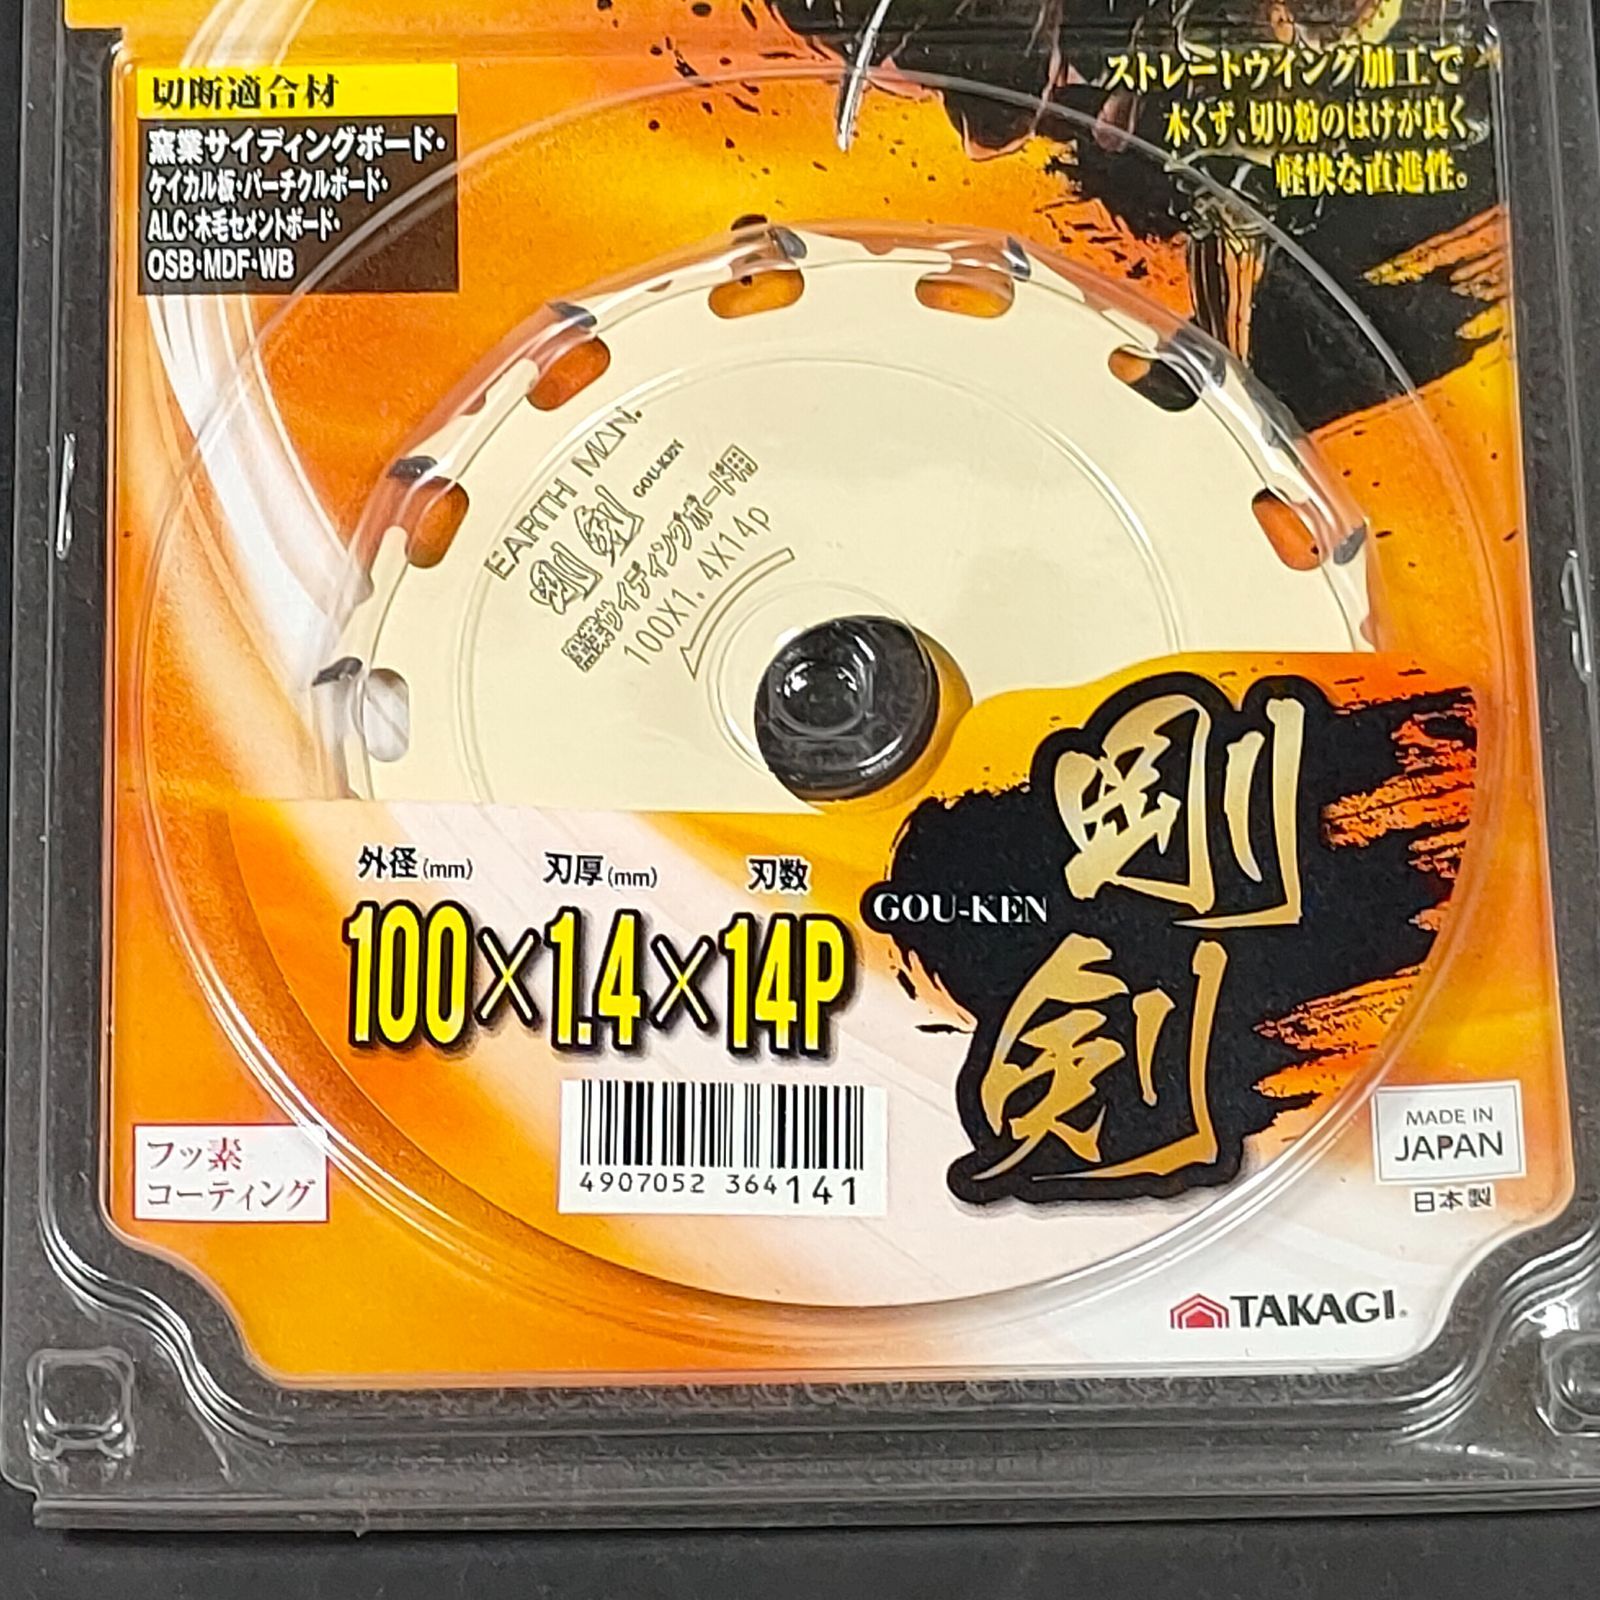 切断適合材
窯業サイディングボード・
ケイカル板・パーチクルボード・
ALC・木毛セメントボード・
OSB・MDF・WB
ストレートウイング加工で
木くず、切り粉のはけが良く
軽快な直進性。
EARTH MAN.
剛剣 GOU-KEN
窯業サイディングボード用
100X1.4X14p
外径(mm) 刃厚(mm) 刃数
100×1.4×14P
GOU-KEN
剛剣
4907052 364141
フッ素
コーティング
MADE IN
JAPAN
日本製
TAKAGI.